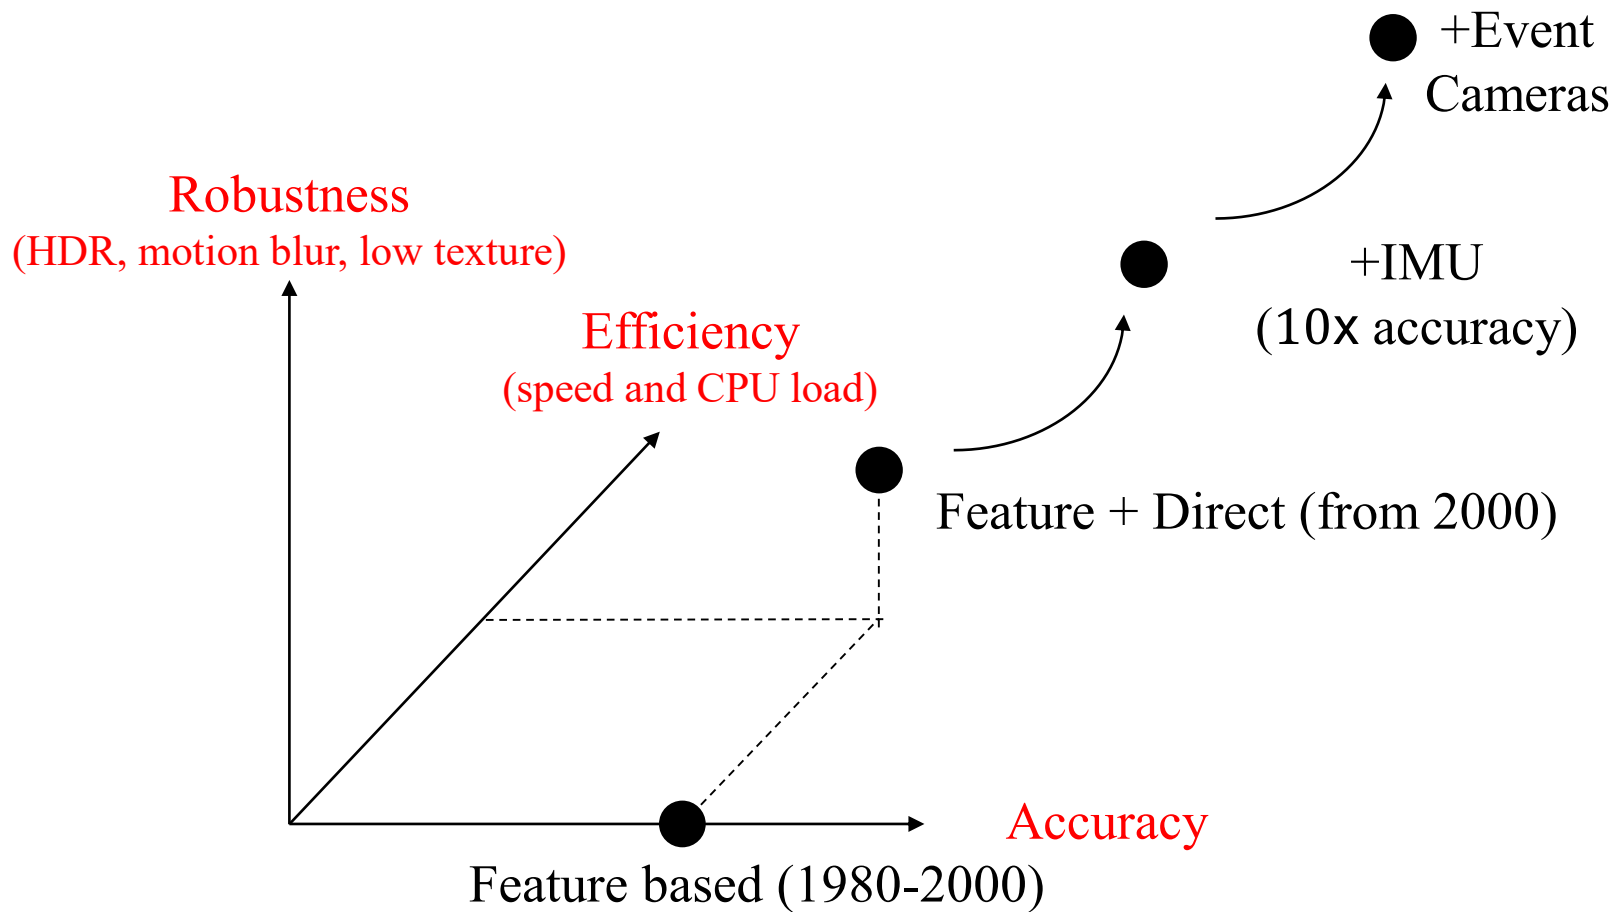 +Event
Cameras
Robustness
(HDR, motion blur, low texture)
+IMU
(10x accuracy)
Efficiency
(speed and CPU load)
Feature + Direct (from 2000)
Accuracy
Feature based (1980-2000)